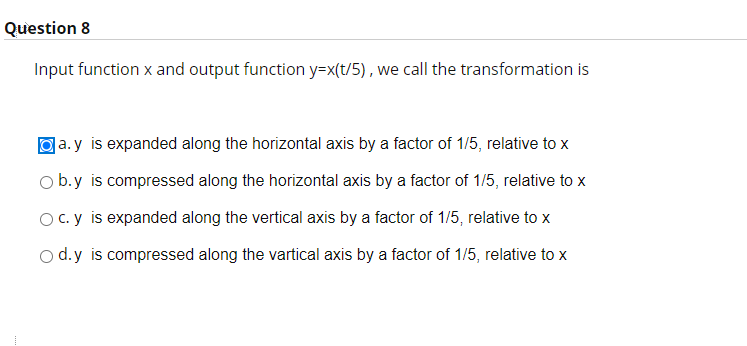 Question 8
Input function x and output function y=x(t/5) , we call the transformation is
a. y is expanded along the horizontal axis by a factor of 1/5, relative to x
b. y is compressed along the horizontal axis by a factor of 1/5, relative to x
c. y is expanded along the vertical axis by a factor of 1/5, relative to x
d. y is compressed along the vartical axis by a factor of 1/5, relative to x